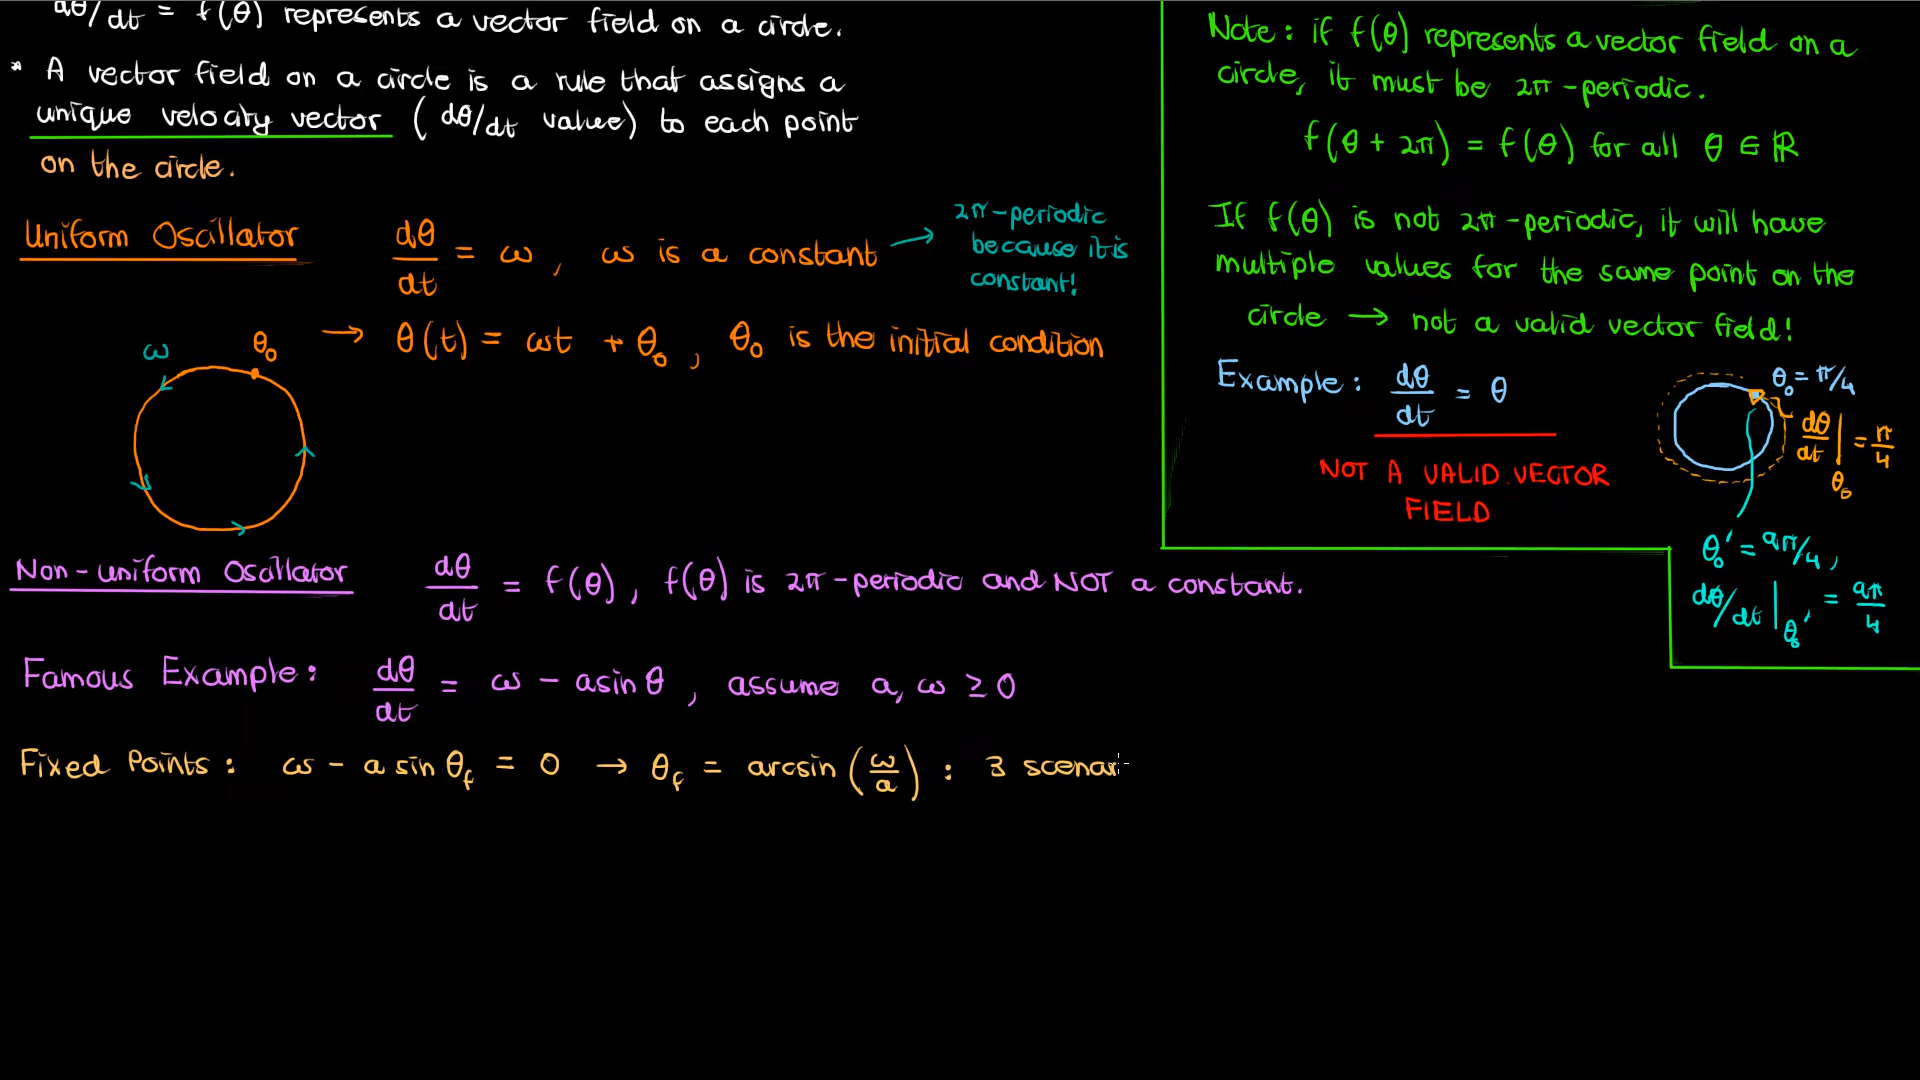 dθ/dt = f(θ) represents a vector field on a circle.
* A vector field on a circle is a rule that assigns a
unique velocity vector (dθ/dt value) to each point
on the circle.
Uniform Oscillator dθ/dt = ω, ω is a constant → 2π-periodic
because it is
constant!
→ θ(t) = ωt + θ₀, θ₀ is the initial condition
ω θ₀
Non-uniform Oscillator dθ/dt = f(θ), f(θ) is 2π-periodic and NOT a constant.
Famous Example: dθ/dt = ω - a sin θ, assume a, ω ≥ 0
Fixed Points: ω - a sin θ_f = 0 → θ_f = arcsin(ω/a) : 3 scenar
Note: if f(θ) represents a vector field on a
circle, it must be 2π-periodic.
f(θ + 2π) = f(θ) for all θ ∈ ℝ
If f(θ) is not 2π-periodic, it will have
multiple values for the same point on the
circle → not a valid vector field!
Example: dθ/dt = θ
NOT A VALID VECTOR
FIELD
θ₀ = π/4
dθ/dt|θ₀ = π/4
θ₀' = 9π/4,
dθ/dt|θ₀' = 9π/4